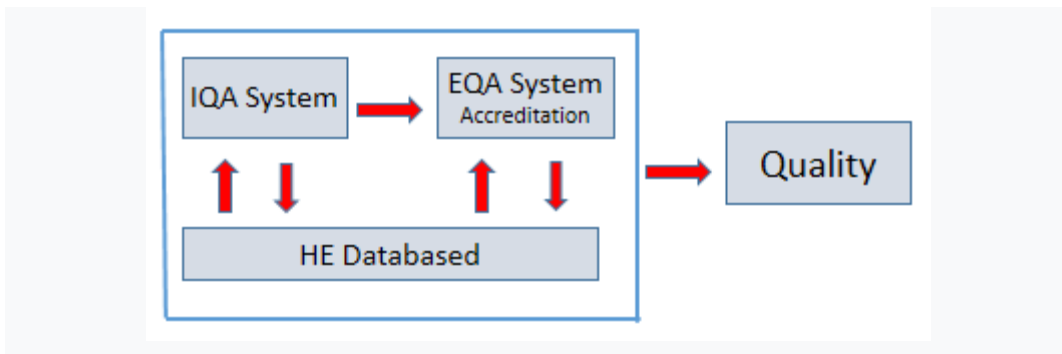 IQA System
EQA System
Accreditation
Quality
HE Databased